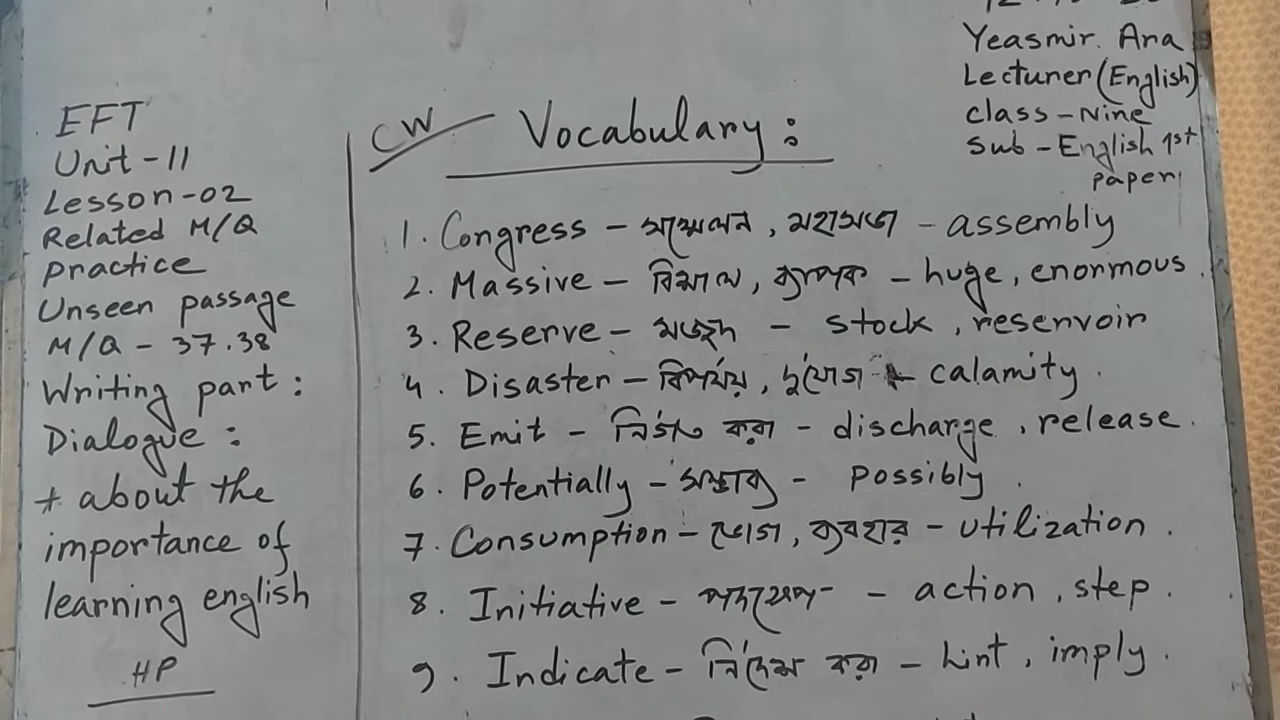 Yeasmir. Ara
Lecturer (English)
class - Nine
Sub - English 1st
paper
EFT
Unit - 11
Lesson - 02
Related M/Q
practice
Unseen passage
M/Q - 37.38
Writing part :
Dialogue :
+ about the
importance of
learning english
HP
CW Vocabulary :
1. Congress - সম্মেলন, মহাসভা - assembly
2. Massive - বিশাল, ব্যাপক - huge, enormous.
3. Reserve - মজুদ - stock, reservoir
4. Disaster - বিপর্যয়, দুর্যোগ - calamity.
5. Emit - নির্গত করা - discharge, release.
6. Potentially - সম্ভাব্য - possibly.
7. Consumption - ভোগ, ব্যবহার - utilization.
8. Initiative - পদক্ষেপ - action, step.
9. Indicate - নির্দেশ করা - hint, imply.